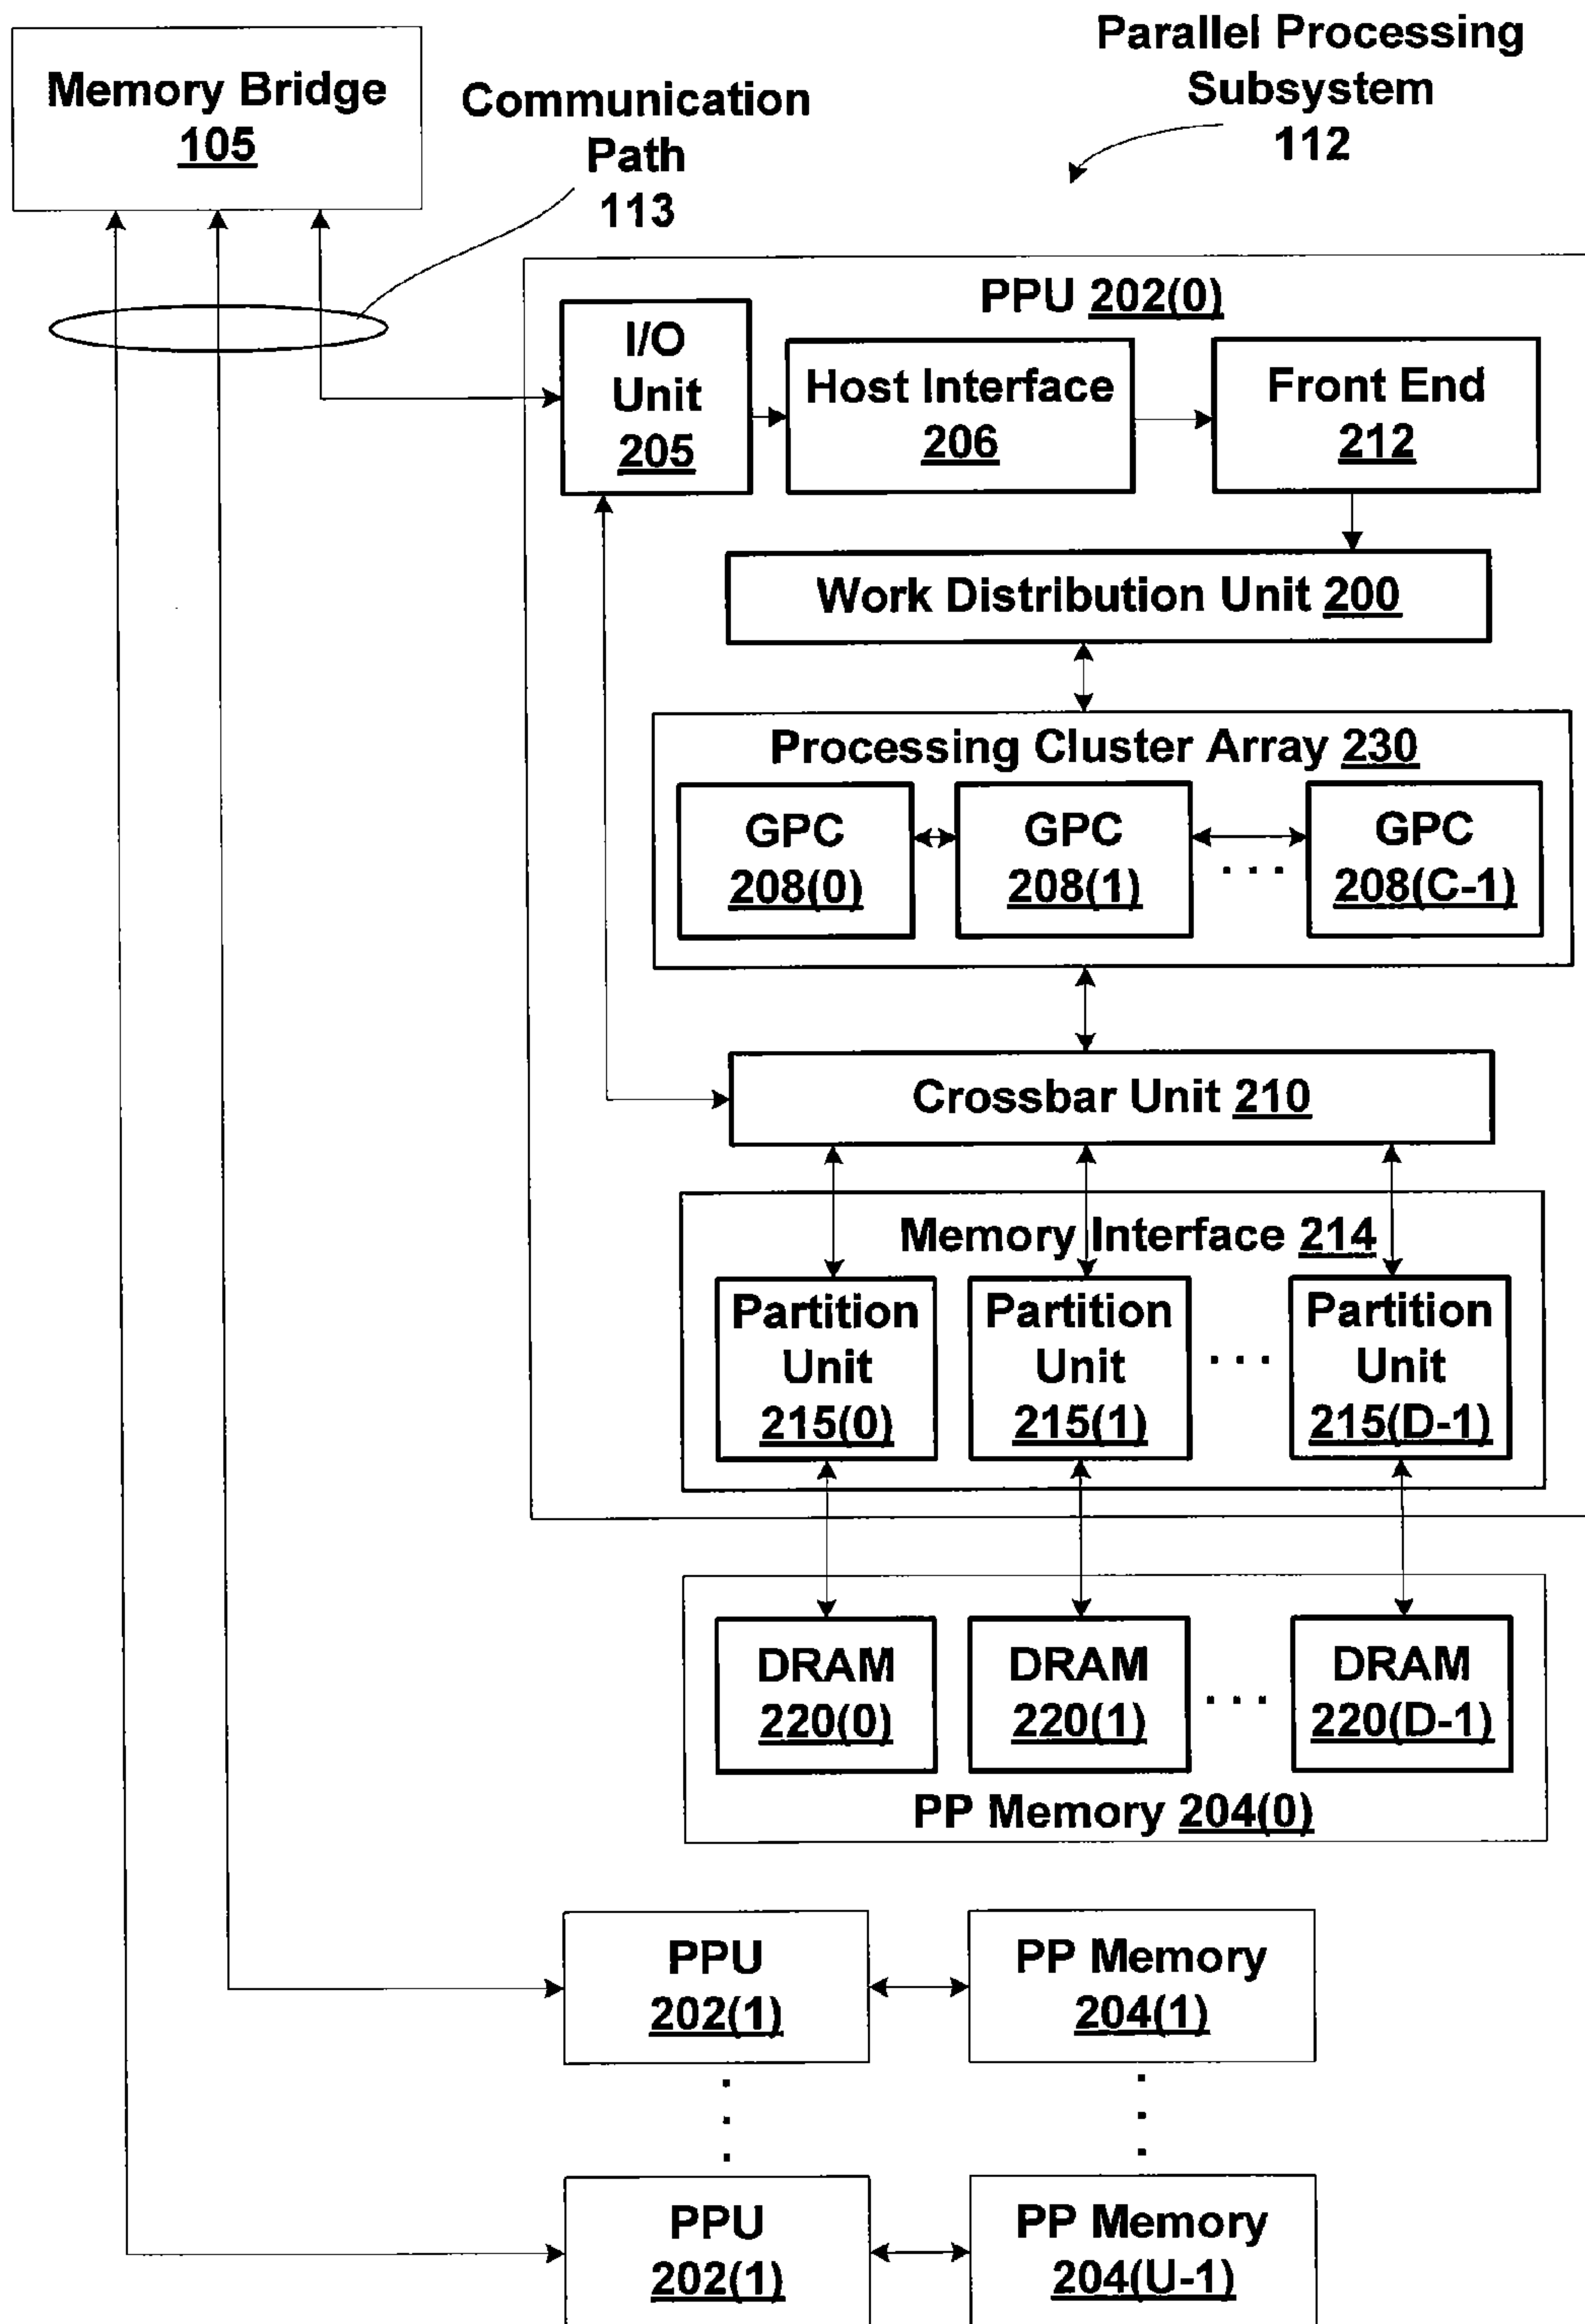 Parallel Processing
Subsystem
112
Memory Bridge
105
Communication
Path
113
PPU 202(0)
I/O
Unit
205
Host Interface
206
Front End
212
Work Distribution Unit 200
Processing Cluster Array 230
GPC
208(0)
GPC
208(1)
. . .
GPC
208(C-1)
Crossbar Unit 210
Memory Interface 214
Partition
Unit
215(0)
Partition
Unit
215(1)
. . .
Partition
Unit
215(D-1)
DRAM
220(0)
DRAM
220(1)
. . .
DRAM
220(D-1)
PP Memory 204(0)
PPU
202(1)
PP Memory
204(1)
PPU
202(1)
PP Memory
204(U-1)